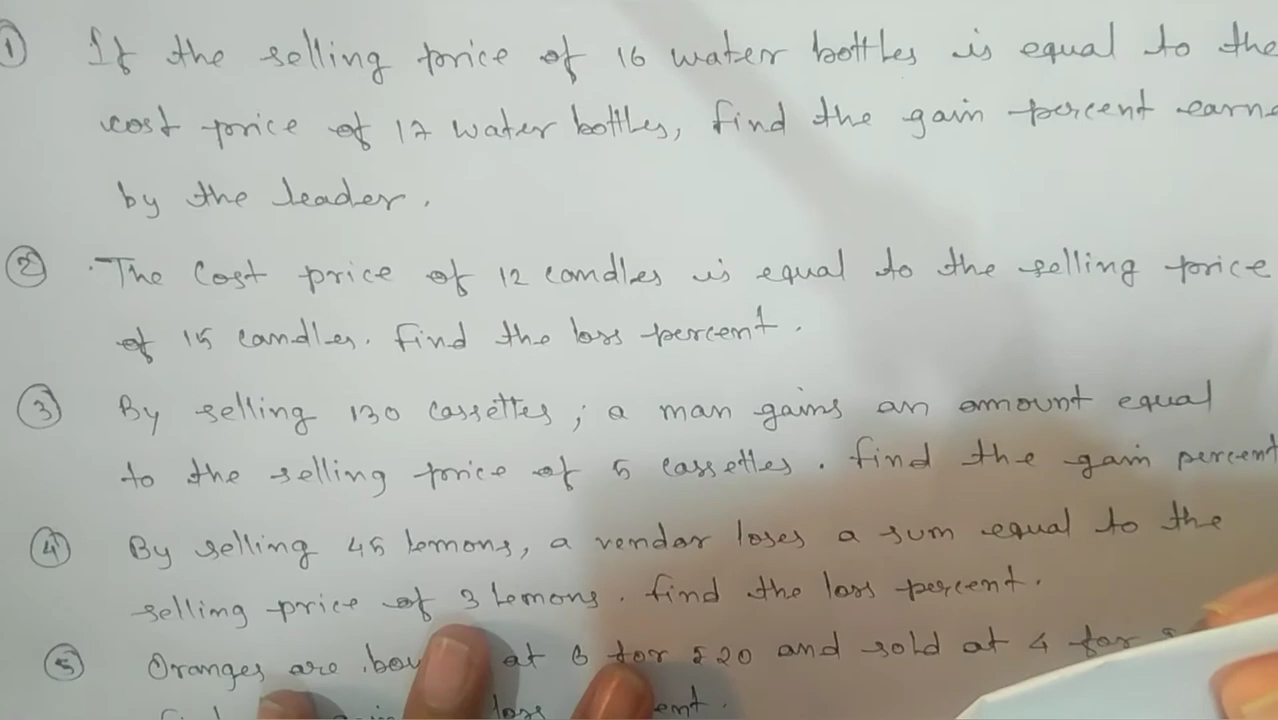 ① If the selling price of 16 water bottles is equal to the
cost price of 17 water bottles, find the gain percent earne
by the leader.
② The Cost price of 12 candles is equal to the selling price
of 15 candles. Find the loss percent.
③ By selling 130 cassettes, a man gains an amount equal
to the selling price of 5 cassettes. find the gain percent
④ By selling 45 lemons, a vendor loses a sum equal to the
selling price of 3 lemons. find the loss percent.
⑤ Oranges are at 6 for ₹20 and sold at 4 for
loss